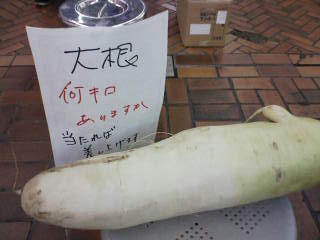 大根
何キロ
ありますか
当たれば
差し上げます